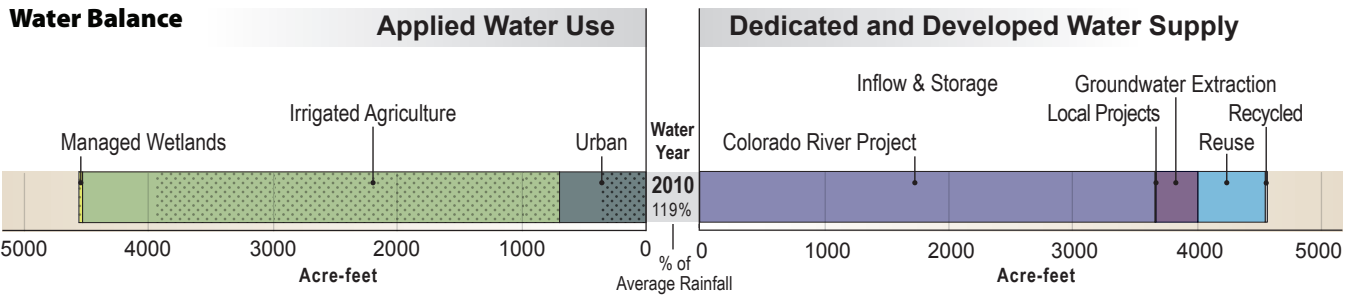 Water Balance
Applied Water Use
Dedicated and Developed Water Supply
Inflow & Storage
Groundwater Extraction
Irrigated Agriculture
Local Projects
Recycled
Managed Wetlands
Urban
Water
Year
Colorado River Project
Reuse
2010
119%
5000 4000 3000 2000 1000 0
0 1000 2000 3000 4000 5000
Acre-feet
% of
Average Rainfall
Acre-feet